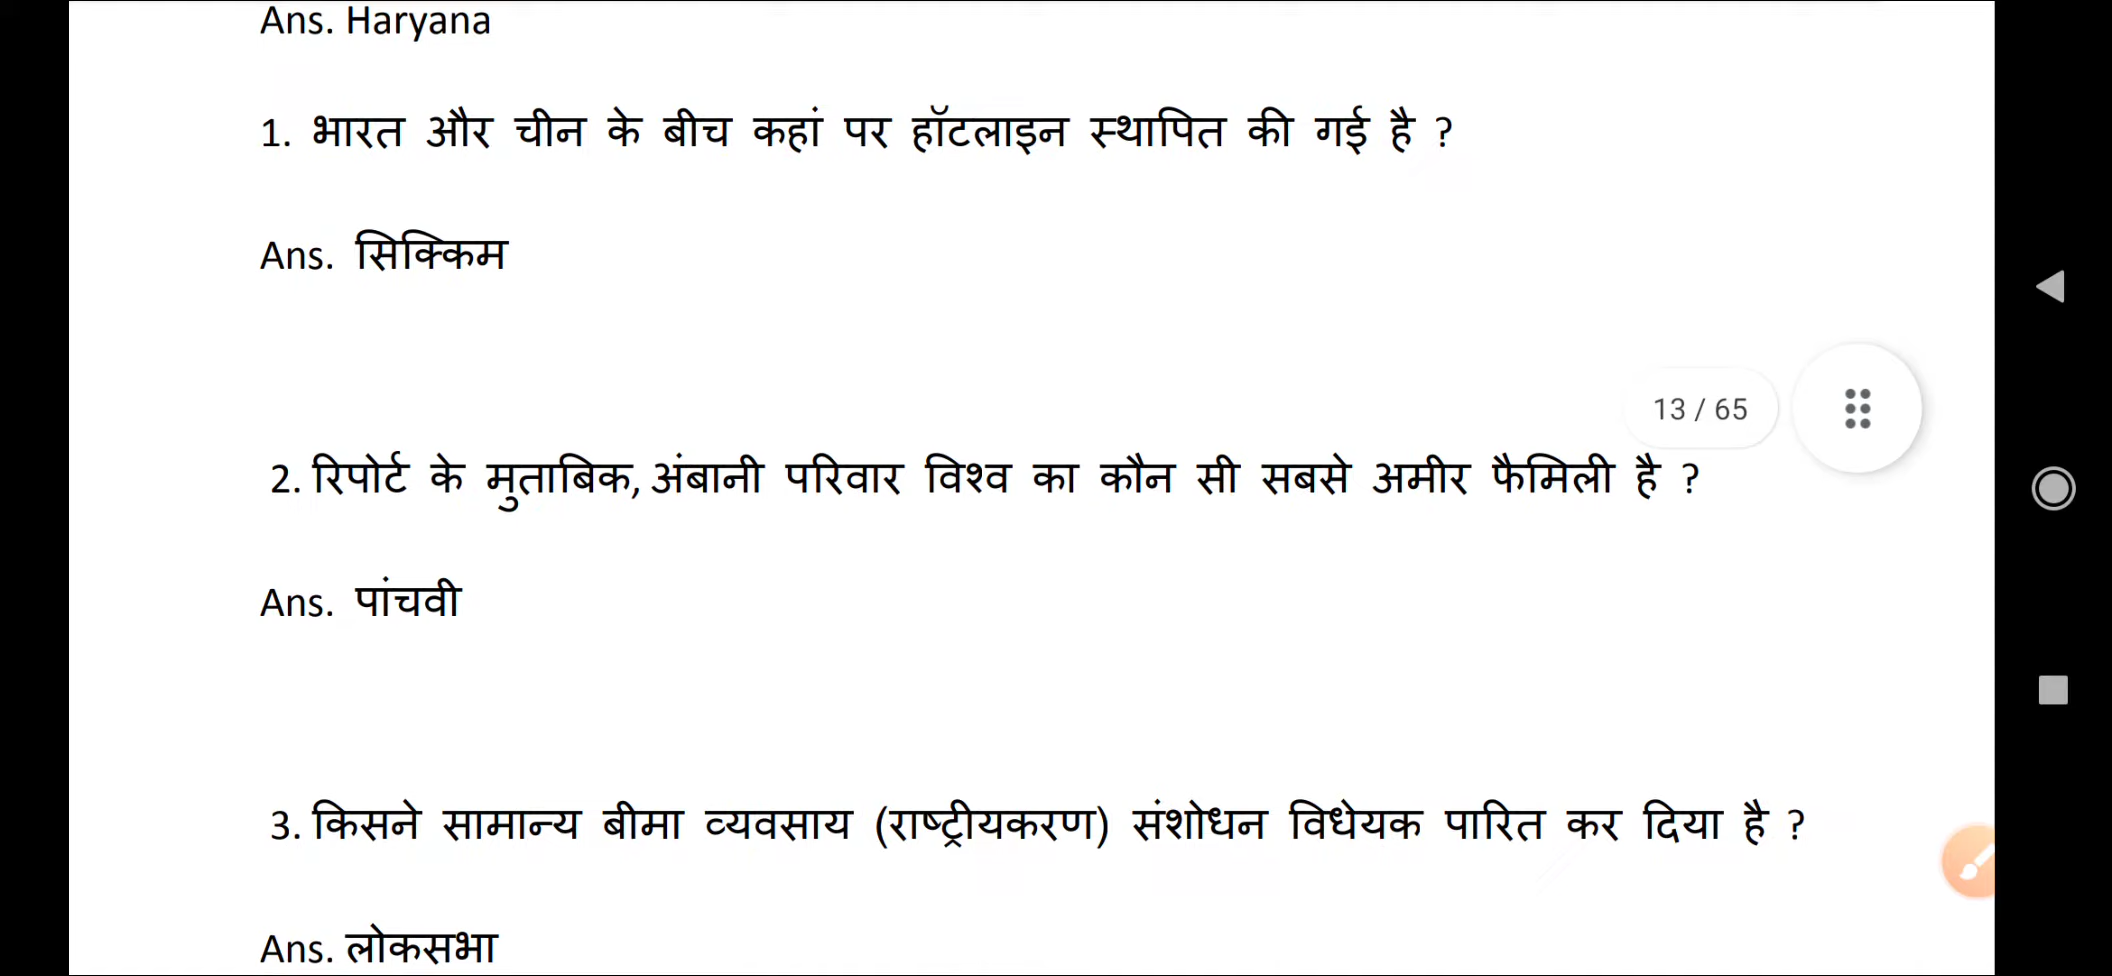 Ans. Haryana
1. भारत और चीन के बीच कहां पर हॉटलाइन स्थापित की गई है ?
Ans. सिक्किम
13 / 65
2. रिपोर्ट के मुताबिक, अंबानी परिवार विश्व का कौन सी सबसे अमीर फैमिली है ?
Ans. पांचवी
3. किसने सामान्य बीमा व्यवसाय (राष्ट्रीयकरण) संशोधन विधेयक पारित कर दिया है ?
Ans. लोकसभा